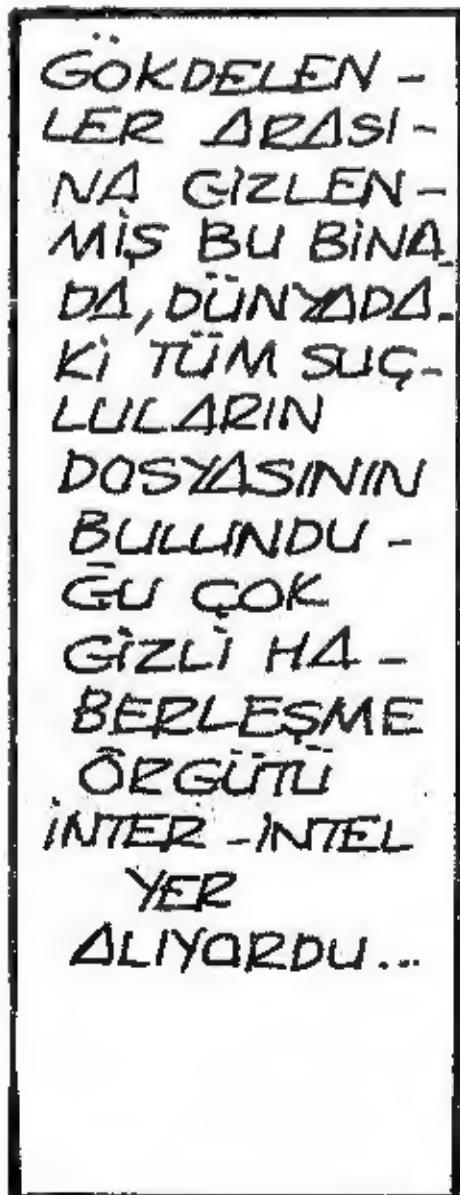 GÖKDELEN-
LER ARASI-
NA GİZLEN-
MİŞ BU BİNA
DA, DÜNYADA-
Kİ TÜM SUÇ-
LULARIN
DOSYASININ
BULUNDU-
ĞU ÇOK
GİZLİ HA-
BERLEŞME
ÖRGÜTÜ
İNTER-İNTEL
YER
ALIYORDU...